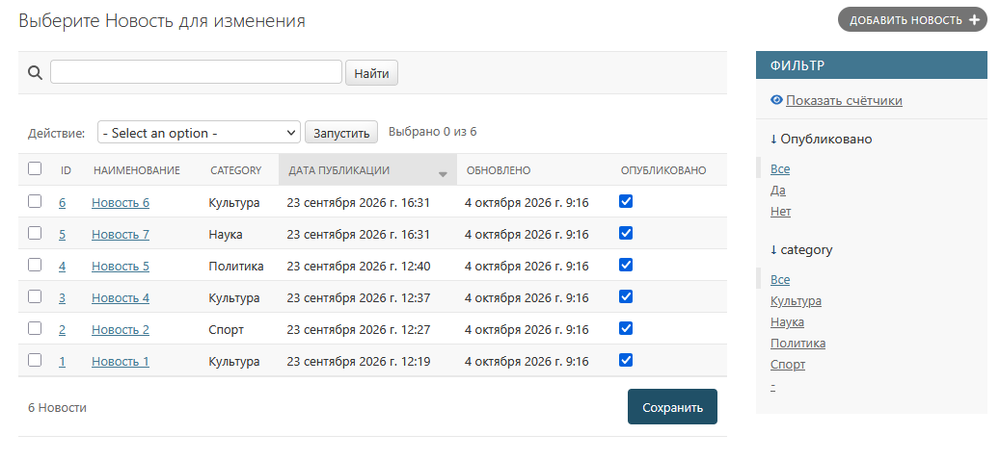 Выберите Новость для изменения
ДОБАВИТЬ НОВОСТЬ +
Найти
Действие: - Select an option - Запустить Выбрано 0 из 6
ID НАИМЕНОВАНИЕ CATEGORY ДАТА ПУБЛИКАЦИИ ОБНОВЛЕНО ОПУБЛИКОВАНО
6 Новость 6 Культура 23 сентября 2026 г. 16:31 4 октября 2026 г. 9:16
5 Новость 7 Наука 23 сентября 2026 г. 16:31 4 октября 2026 г. 9:16
4 Новость 5 Политика 23 сентября 2026 г. 12:40 4 октября 2026 г. 9:16
3 Новость 4 Культура 23 сентября 2026 г. 12:37 4 октября 2026 г. 9:16
2 Новость 2 Спорт 23 сентября 2026 г. 12:27 4 октября 2026 г. 9:16
1 Новость 1 Культура 23 сентября 2026 г. 12:19 4 октября 2026 г. 9:16
6 Новости
Сохранить
ФИЛЬТР
Показать счётчики
↓ Опубликовано
Все
Да
Нет
↓ category
Все
Культура
Наука
Политика
Спорт
-